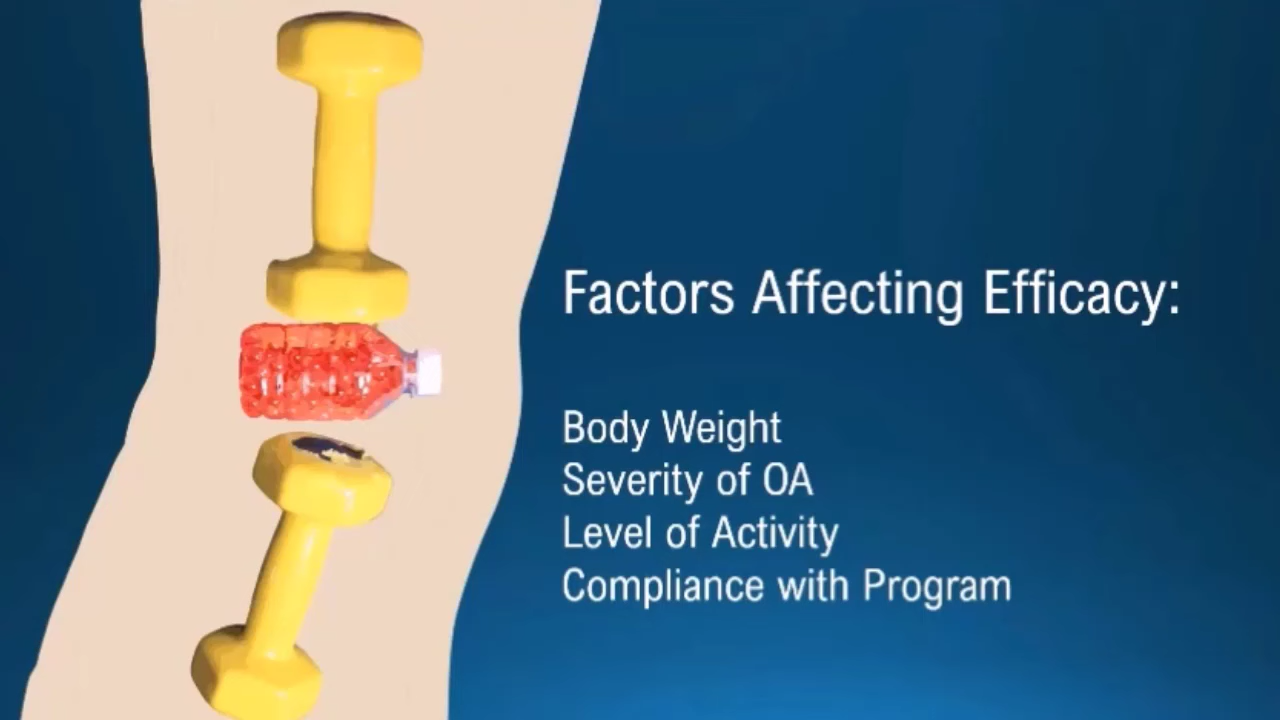 Factors Affecting Efficacy:
Body Weight
Severity of OA
Level of Activity
Compliance with Program